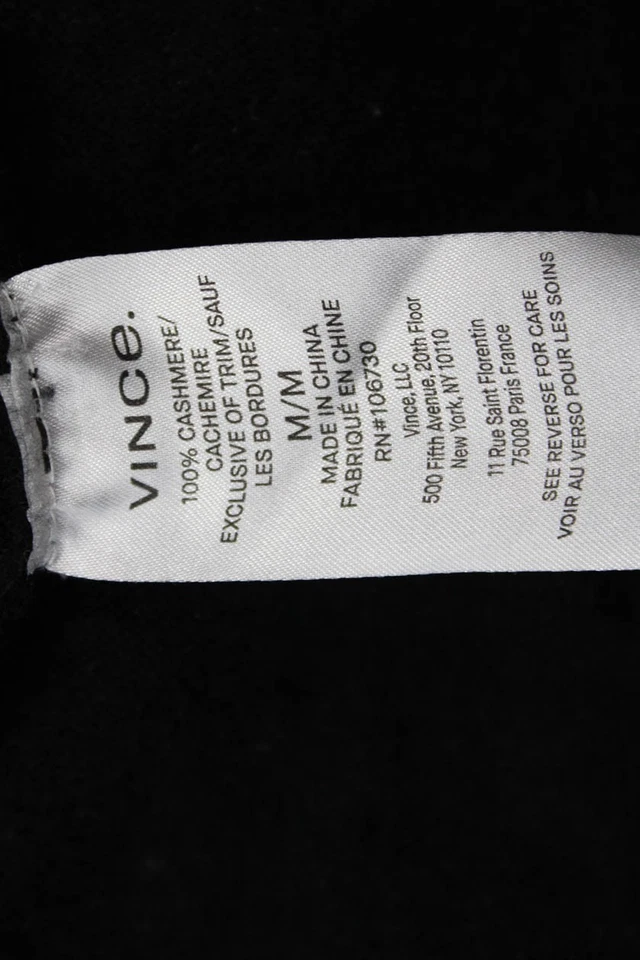 VINCE.
100% CASHMERE/
CACHEMIRE
EXCLUSIVE OF TRIM/SAUF
LES BORDURES
M/M
MADE IN CHINA
FABRIQUÉ EN CHINE
RN#106730
Vince, LLC
500 Fifth Avenue, 20th Floor
New York, NY 10110
11 Rue Saint Florentin
75008 Paris France
SEE REVERSE FOR CARE
VOIR AU VERSO POUR LES SOINS